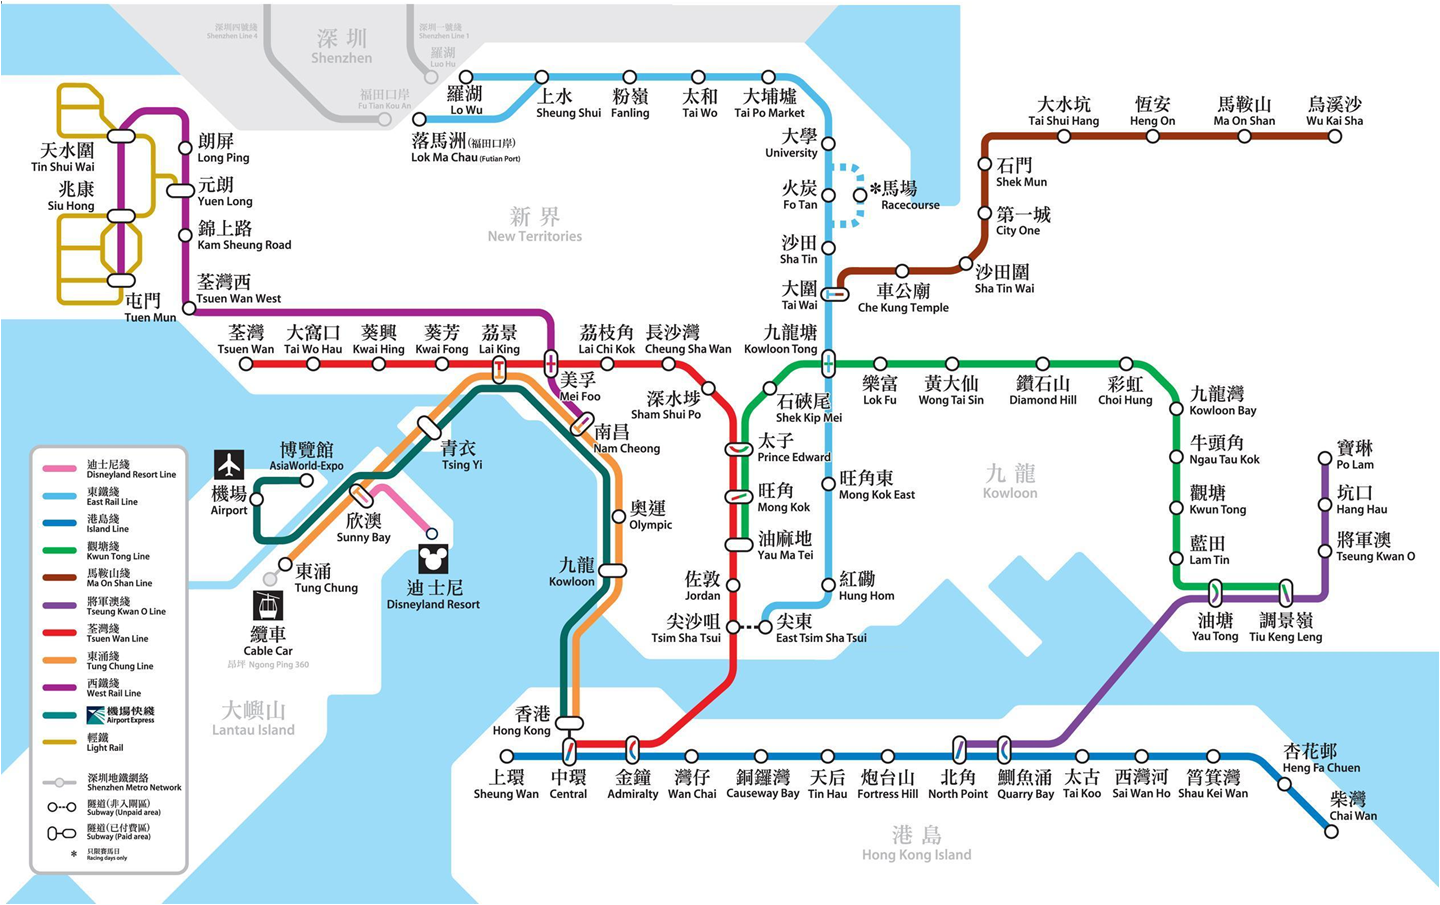 深圳四號綫
Shenzhen Line 4
深圳
Shenzhen
深圳一號綫
Shenzhen Line 1
羅湖
Luo Hu
福田口岸
Fu Tian Kou An
羅湖
Lo Wu
上水
Sheung Shui
粉嶺
Fanling
太和
Tai Wo
大埔墟
Tai Po Market
落馬洲(福田口岸)
Lok Ma Chau (Futian Port)
大學
University
火炭
Fo Tan
*馬場
Racecourse
沙田
Sha Tin
大圍
Tai Wai
大水坑
Tai Shui Hang
恆安
Heng On
馬鞍山
Ma On Shan
烏溪沙
Wu Kai Sha
石門
Shek Mun
第一城
City One
沙田圍
Sha Tin Wai
車公廟
Che Kung Temple
天水圍
Tin Shui Wai
朗屏
Long Ping
兆康
Siu Hong
元朗
Yuen Long
錦上路
Kam Sheung Road
荃灣西
Tsuen Wan West
屯門
Tuen Mun
新界
New Territories
荃灣
Tsuen Wan
大窩口
Tai Wo Hau
葵興
Kwai Hing
葵芳
Kwai Fong
荔景
Lai King
荔枝角
Lai Chi Kok
長沙灣
Cheung Sha Wan
九龍塘
Kowloon Tong
美孚
Mei Foo
深水埗
Sham Shui Po
石硤尾
Shek Kip Mei
樂富
Lok Fu
黃大仙
Wong Tai Sin
鑽石山
Diamond Hill
彩虹
Choi Hung
九龍灣
Kowloon Bay
牛頭角
Ngau Tau Kok
觀塘
Kwun Tong
藍田
Lam Tin
油塘
Yau Tong
調景嶺
Tiu Keng Leng
寶琳
Po Lam
坑口
Hang Hau
將軍澳
Tseung Kwan O
南昌
Nam Cheong
太子
Prince Edward
旺角
Mong Kok
旺角東
Mong Kok East
油麻地
Yau Ma Tei
九龍
Kowloon
青衣
Tsing Yi
博覽館
AsiaWorld-Expo
機場
Airport
欣澳
Sunny Bay
奧運
Olympic
九龍
Kowloon
佐敦
Jordan
紅磡
Hung Hom
尖沙咀
Tsim Sha Tsui
尖東
East Tsim Sha Tsui
東涌
Tung Chung
迪士尼
Disneyland Resort
纜車
Cable Car
昂坪 Ngong Ping 360
大嶼山
Lantau Island
香港
Hong Kong
上環
Sheung Wan
中環
Central
金鐘
Admiralty
灣仔
Wan Chai
銅鑼灣
Causeway Bay
天后
Tin Hau
炮台山
Fortress Hill
北角
North Point
鰂魚涌
Quarry Bay
太古
Tai Koo
西灣河
Sai Wan Ho
筲箕灣
Shau Kei Wan
杏花邨
Heng Fa Chuen
柴灣
Chai Wan
港島
Hong Kong Island
迪士尼綫
Disneyland Resort Line
東鐵綫
East Rail Line
港島綫
Island Line
觀塘綫
Kwun Tong Line
馬鞍山綫
Ma On Shan Line
將軍澳綫
Tseung Kwan O Line
荃灣綫
Tsuen Wan Line
東涌綫
Tung Chung Line
西鐵綫
West Rail Line
機場快綫
Airport Express
輕鐵
Light Rail
深圳地鐵網絡
Shenzhen Metro Network
隧道(非入閘區)
Subway (Unpaid area)
隧道(已付費區)
Subway (Paid area)
* 只限賽馬日
Racing days only